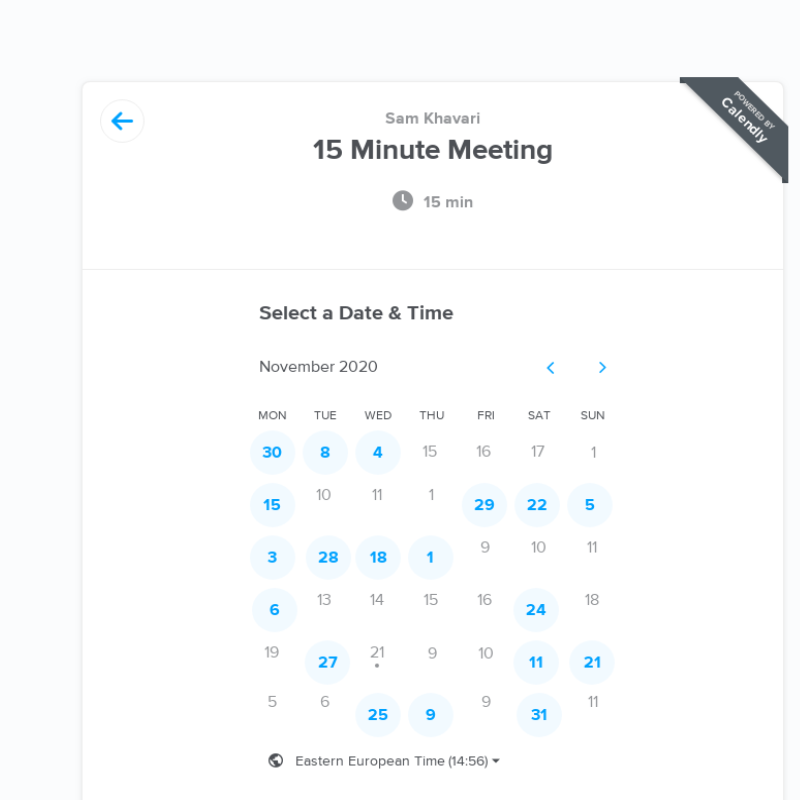 POWERED BY
Calendly
Sam Khavari
15 Minute Meeting
15 min
Select a Date & Time
November 2020
MON TUE WED THU FRI SAT SUN
30 8 4 15 16 17 1
15 10 11 1 29 22 5
3 28 18 1 9 10 11
6 13 14 15 16 24 18
19 27 21 9 10 11 21
5 6 25 9 9 31 11
Eastern European Time (14:56)